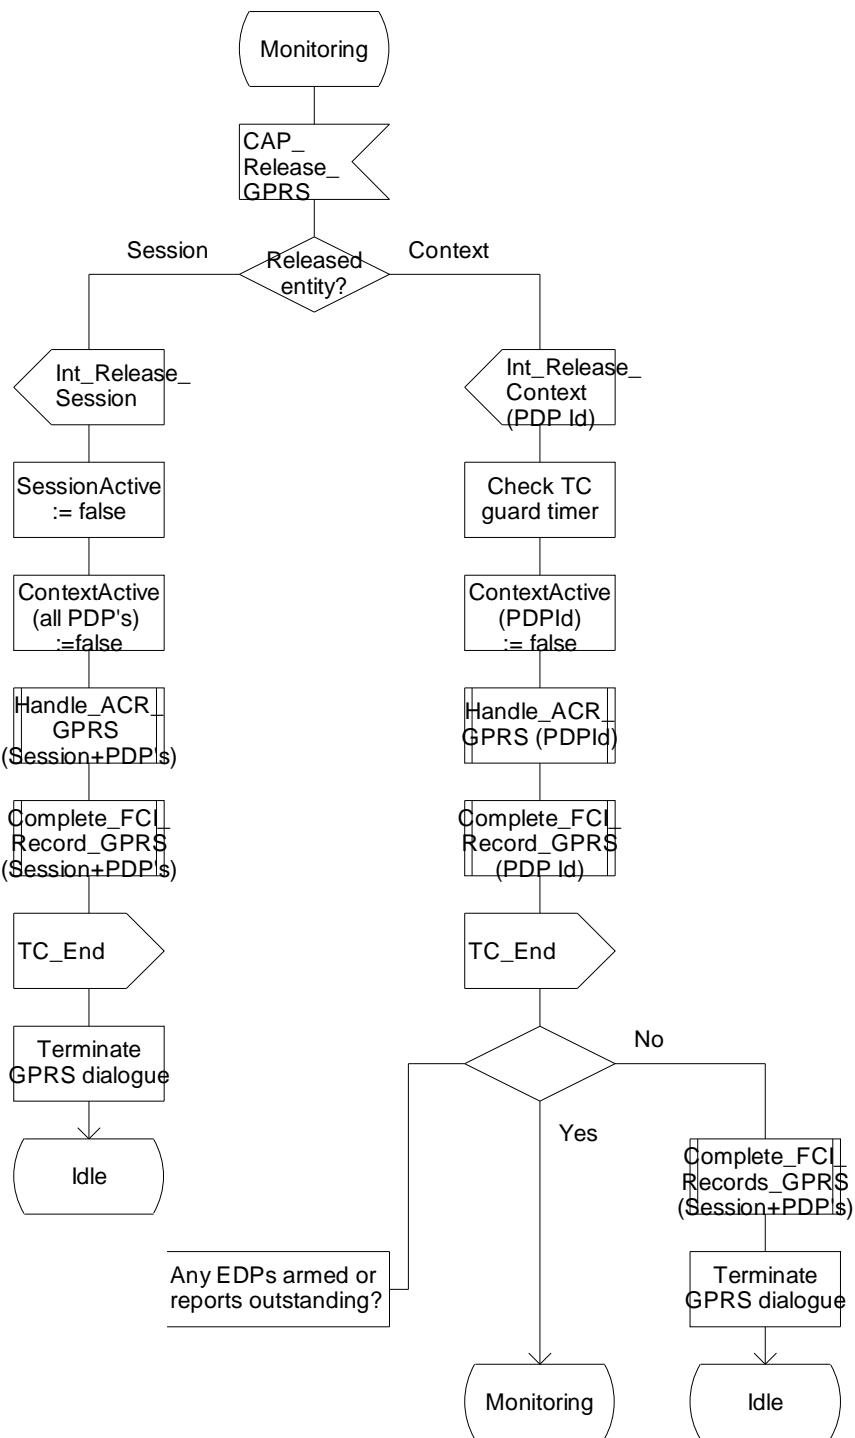 Monitoring
CAP_
Release_
GPRS
Session
Released
entity?
Context
Int_Release_
Session
Int_Release_
Context
(PDP Id)
SessionActive
:= false
Check TC
guard timer
ContextActive
(all PDP's)
:=false
ContextActive
(PDPId)
:= false
Handle_ACR_
GPRS
(Session+PDP's)
Handle_ACR_
GPRS (PDPId)
Complete_FCI_
Record_GPRS
(Session+PDP's)
Complete_FCI_
Record_GPRS
(PDP Id)
TC_End
TC_End
Terminate
GPRS dialogue
No
Yes
Idle
Complete_FCI_
Records_GPRS
(Session+PDP's)
Any EDPs armed or
reports outstanding?
Terminate
GPRS dialogue
Monitoring
Idle